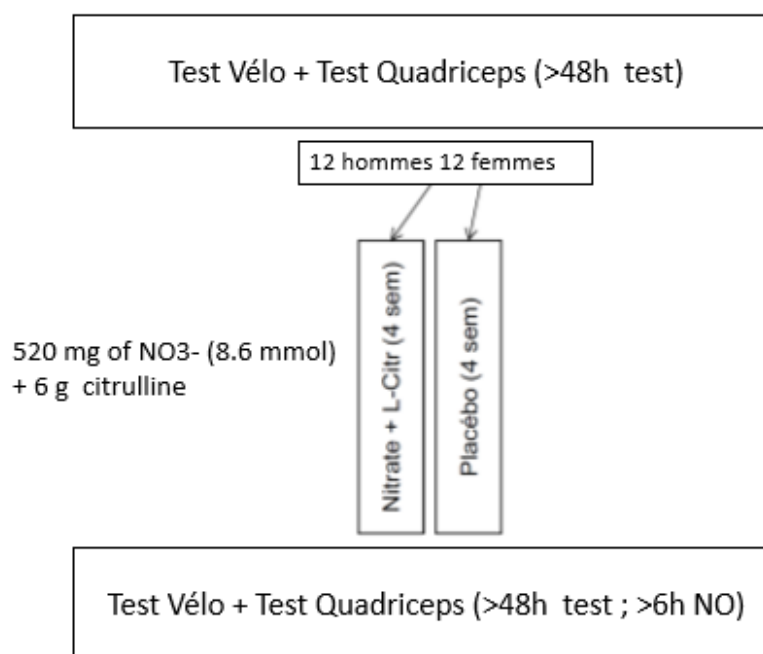 Test Vélo + Test Quadriceps (>48h test)
12 hommes 12 femmes
520 mg of NO3- (8.6 mmol)
+ 6 g citrulline
Nitrate + L-Citr (4 sem)
Placébo (4 sem)
Test Vélo + Test Quadriceps (>48h test ; >6h NO)